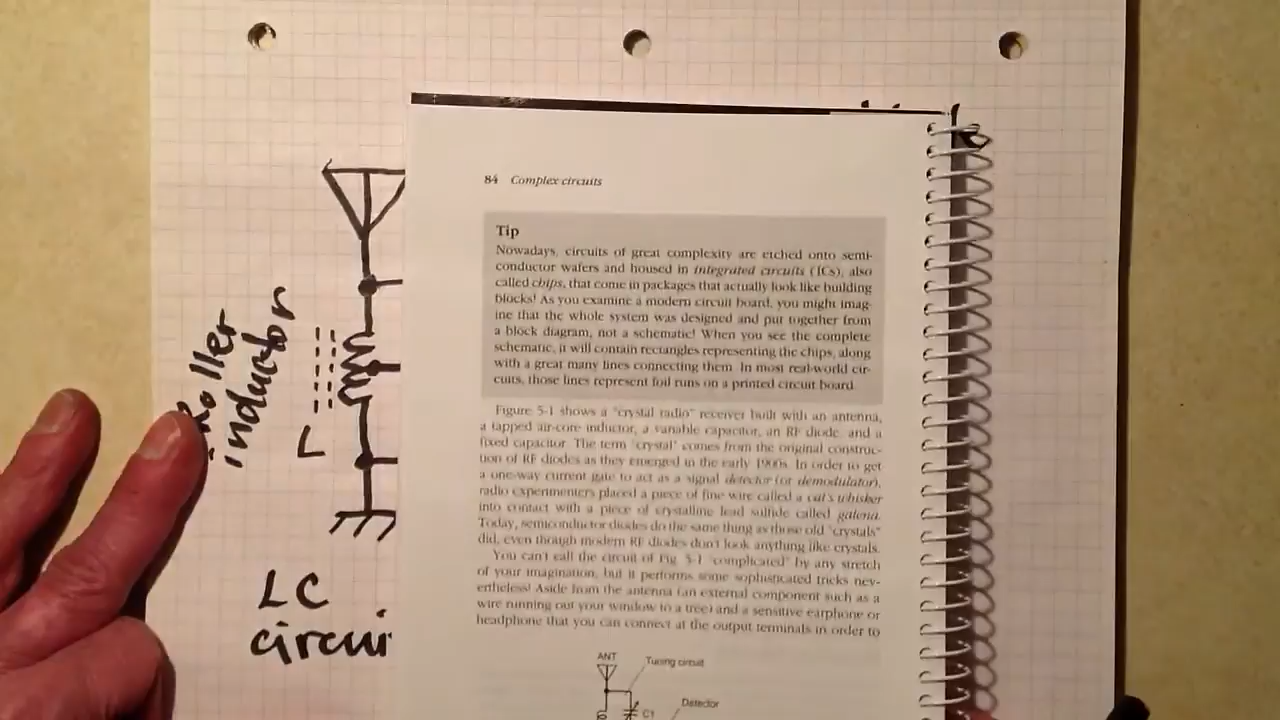 84 Complex circuits
Tip
Nowadays, circuits of great complexity are etched onto semi-
conductor wafers and housed in integrated circuits (ICs), also
called chips, that come in packages that actually look like building
blocks! As you examine a modern circuit board, you might imag-
ine that the whole system was designed and put together from
a block diagram, not a schematic! When you see the complete
schematic, it will contain rectangles representing the chips, along
with a great many lines connecting them. In most real-world cir-
cuits, those lines represent foil runs on a printed circuit board.
Figure 5-1 shows a "crystal radio" receiver built with an antenna,
a tapped air-core inductor, a variable capacitor, an RF diode, and a
fixed capacitor. The term "crystal" comes from the original construc-
tion of RF diodes as they emerged in the early 1900s. In order to get
a one-way current gate to act as a signal detector (or demodulator),
radio experimenters placed a piece of fine wire called a cat's whisker
into contact with a piece of crystalline lead sulfide called galena.
Today, semiconductor diodes do the same thing as those old "crystals"
did, even though modern RF diodes don't look anything like crystals.
You can't call the circuit of Fig. 5-1 "complicated" by any stretch
of your imagination, but it performs some sophisticated tricks nev-
ertheless! Aside from the antenna (an external component such as a
wire running out your window to a tree) and a sensitive earphone or
headphone that you can connect at the output terminals in order to
ANT
Tuning circuit
Detector
C1
Roller
inductor
LC
circui